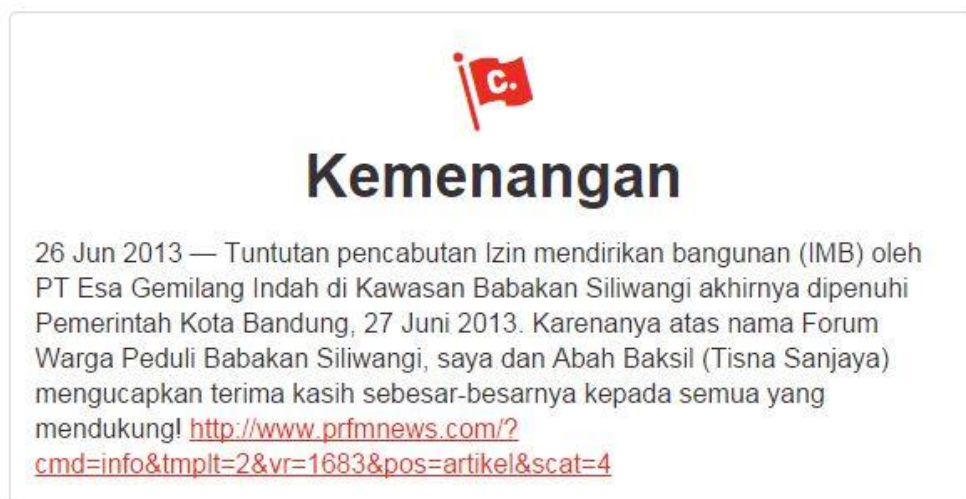 c.
Kemenangan
26 Jun 2013 — Tuntutan pencabutan Izin mendirikan bangunan (IMB) oleh
PT Esa Gemilang Indah di Kawasan Babakan Siliwangi akhirnya dipenuhi
Pemerintah Kota Bandung, 27 Juni 2013. Karenanya atas nama Forum
Warga Peduli Babakan Siliwangi, saya dan Abah Baksil (Tisna Sanjaya)
mengucapkan terima kasih sebesar-besarnya kepada semua yang
mendukung! http://www.prfmnews.com/?
cmd=info&tmplt=2&vr=1683&pos=artikel&scat=4